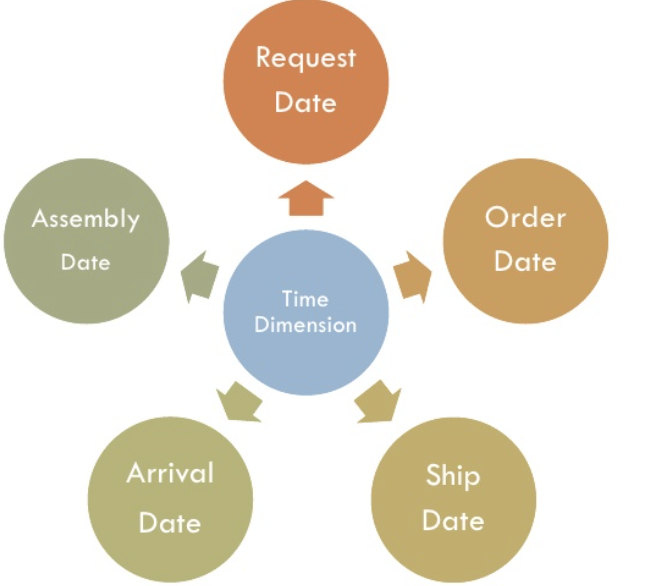 Request
Date
Assembly
Date
Order
Date
Time
Dimension
Arrival
Date
Ship
Date